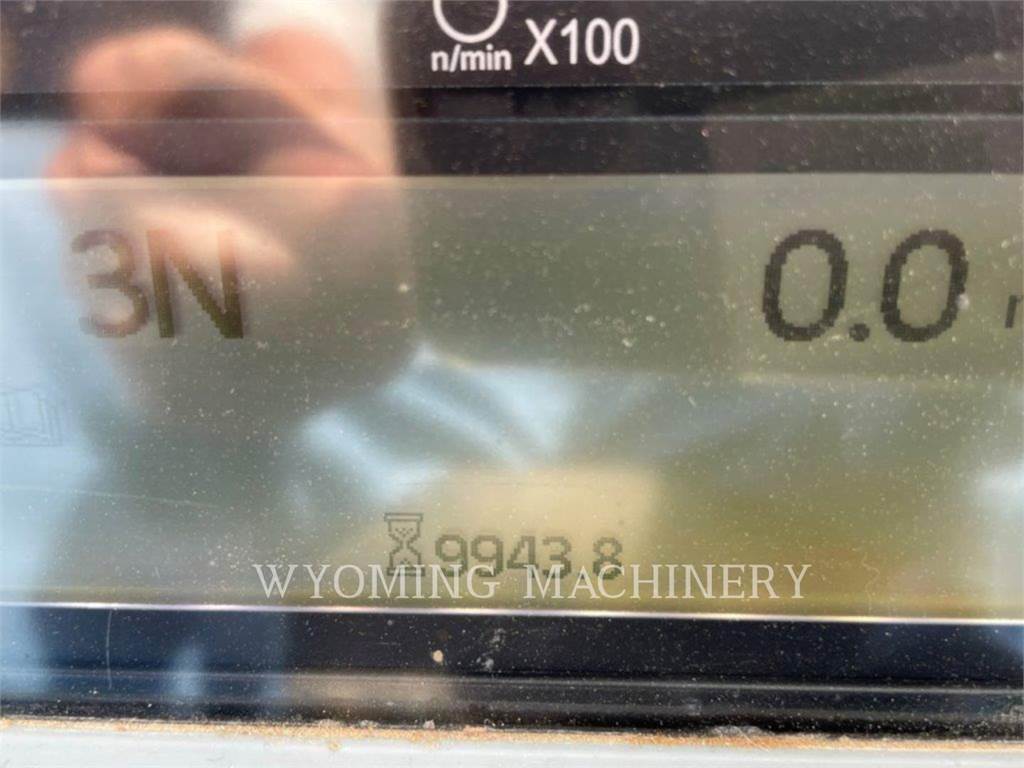 n/min X100
3N 0.0
9943.8
WYOMING MACHINERY